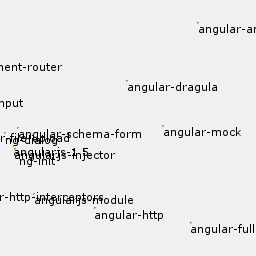 angular-ar
nent-router
angular-dragula
nput
angular-mock
angular-schema-form
ng-dialog
angularjs-1.5
angularjs-injector
ng-init
r-http-interceptors
angularjs-module
angular-http
angular-full